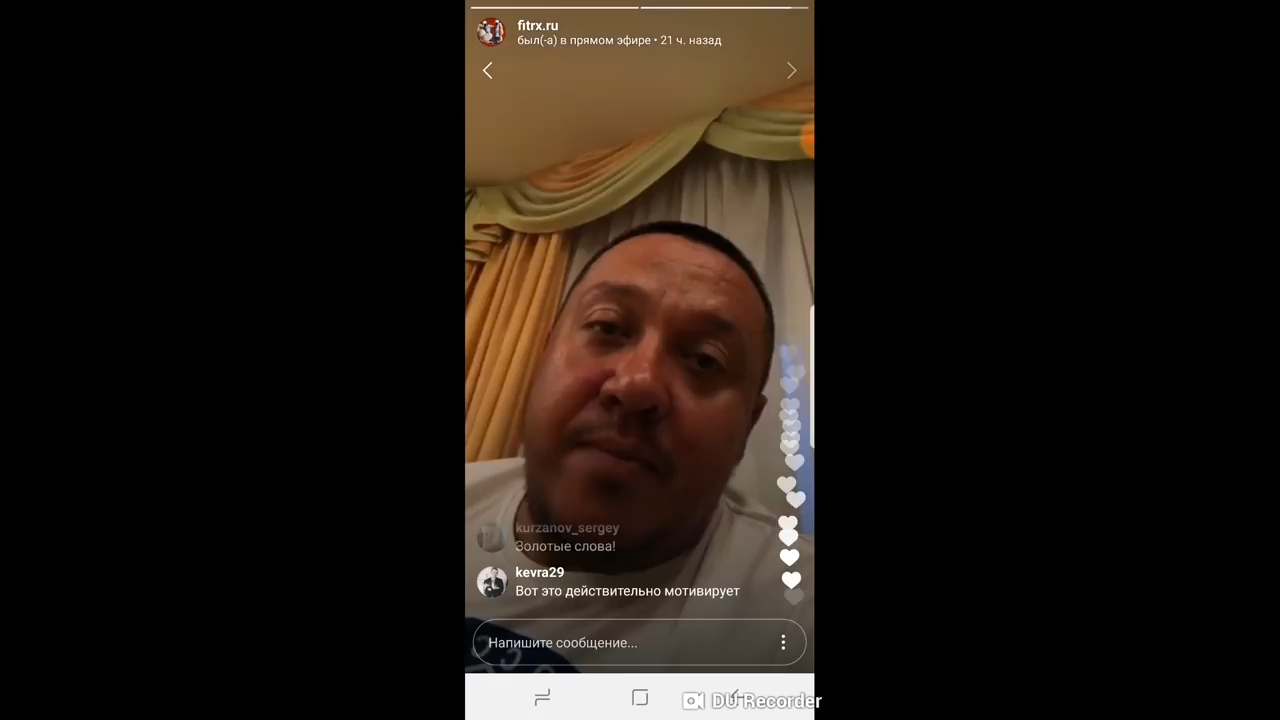 fitrx.ru
был(-а) в прямом эфире • 21 ч. назад
kurzanov_sergey
Золотые слова!
kevra29
Вот это действительно мотивирует
Напишите сообщение...
DU Recorder